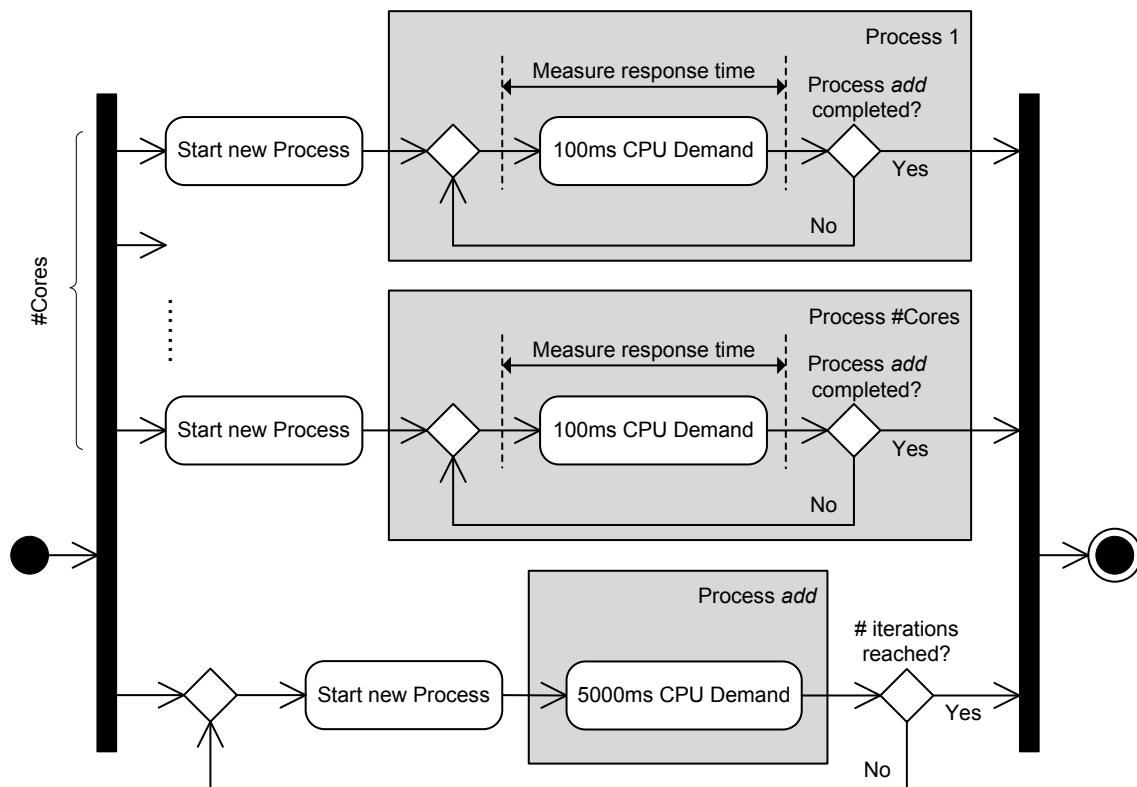 Process 1
Measure response time
Process add
completed?
Start new Process
100ms CPU Demand
Yes
No
#Cores
Process #Cores
Measure response time
Process add
completed?
Start new Process
100ms CPU Demand
Yes
No
Process add
# iterations
reached?
Start new Process
5000ms CPU Demand
Yes
No